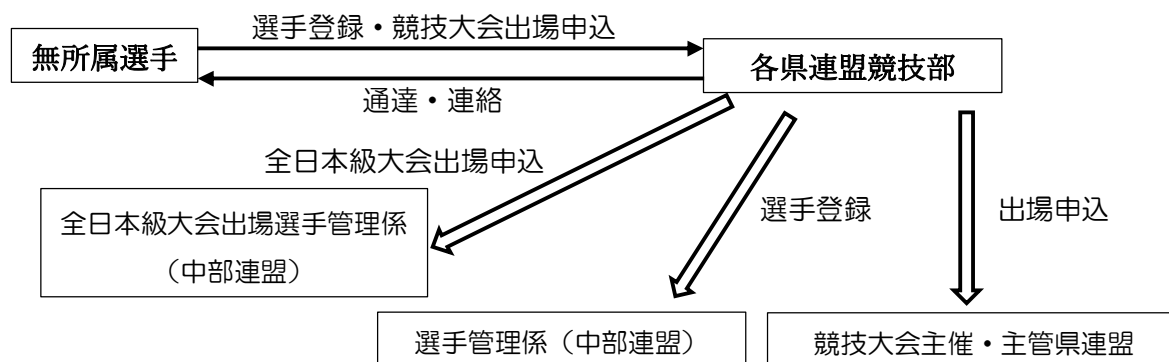 選手登録・競技大会出場申込
無所属選手
各県連盟競技部
通達・連絡
全日本級大会出場申込
選手登録
出場申込
全日本級大会出場選手管理係
（中部連盟）
選手管理係（中部連盟）
競技大会主催・主管県連盟